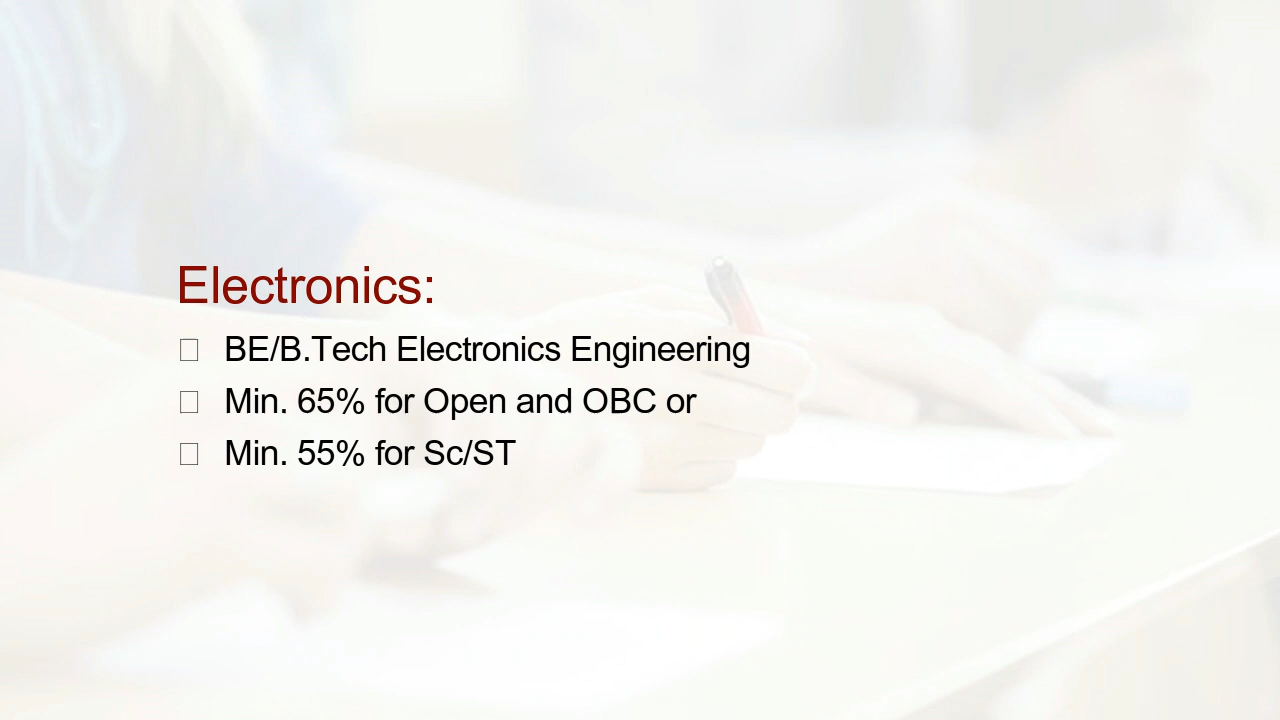 Electronics:
BE/B.Tech Electronics Engineering
Min. 65% for Open and OBC or
Min. 55% for Sc/ST